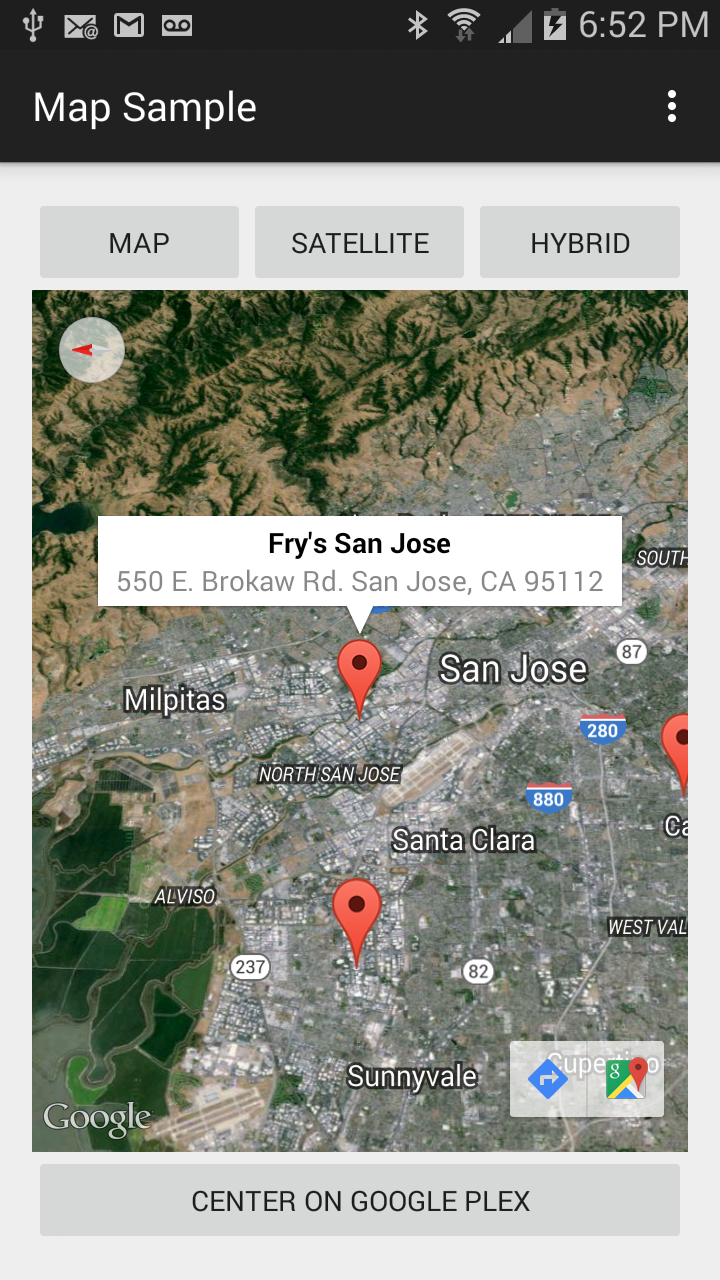 6:52 PM
Map Sample
MAP SATELLITE HYBRID
Fry's San Jose
550 E. Brokaw Rd. San Jose, CA 95112
SOUTH
87
San Jose
Milpitas
280
NORTH SAN JOSE
880
Ca
Santa Clara
ALVISO
WEST VAL
237
82
Cupertino
Sunnyvale
Google
CENTER ON GOOGLE PLEX